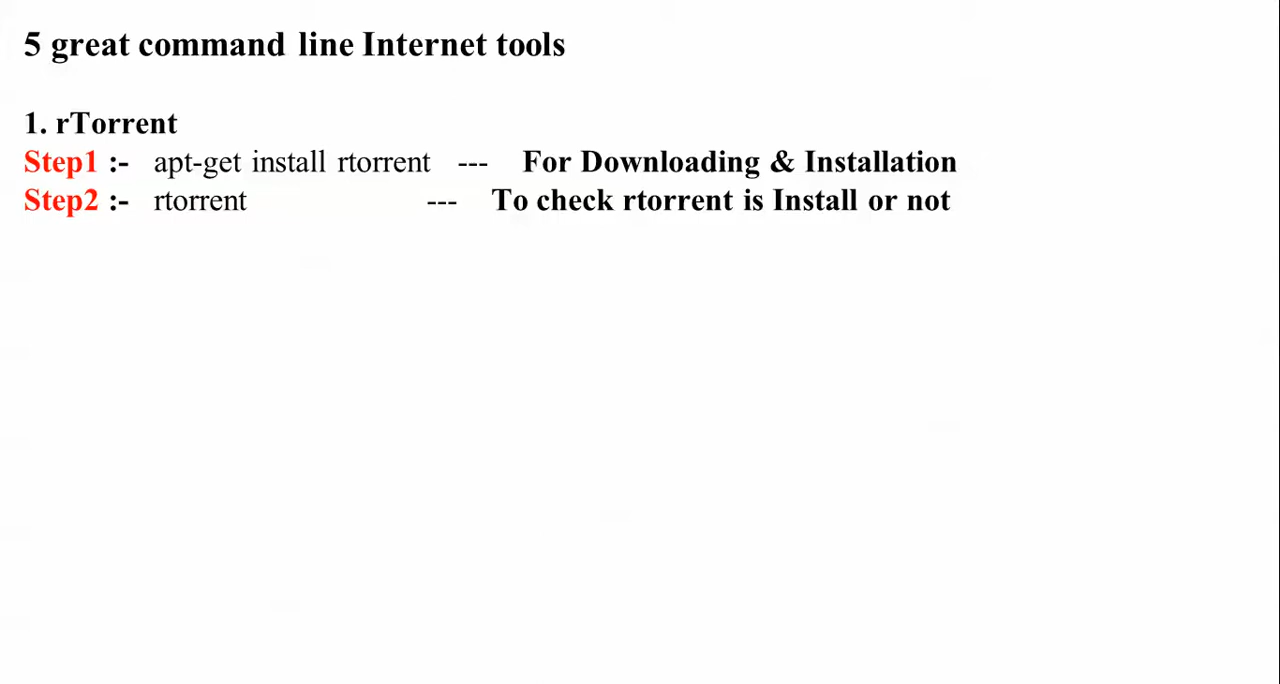 5 great command line Internet tools
1. rTorrent
Step1 :- apt-get install rtorrent --- For Downloading & Installation
Step2 :- rtorrent --- To check rtorrent is Install or not